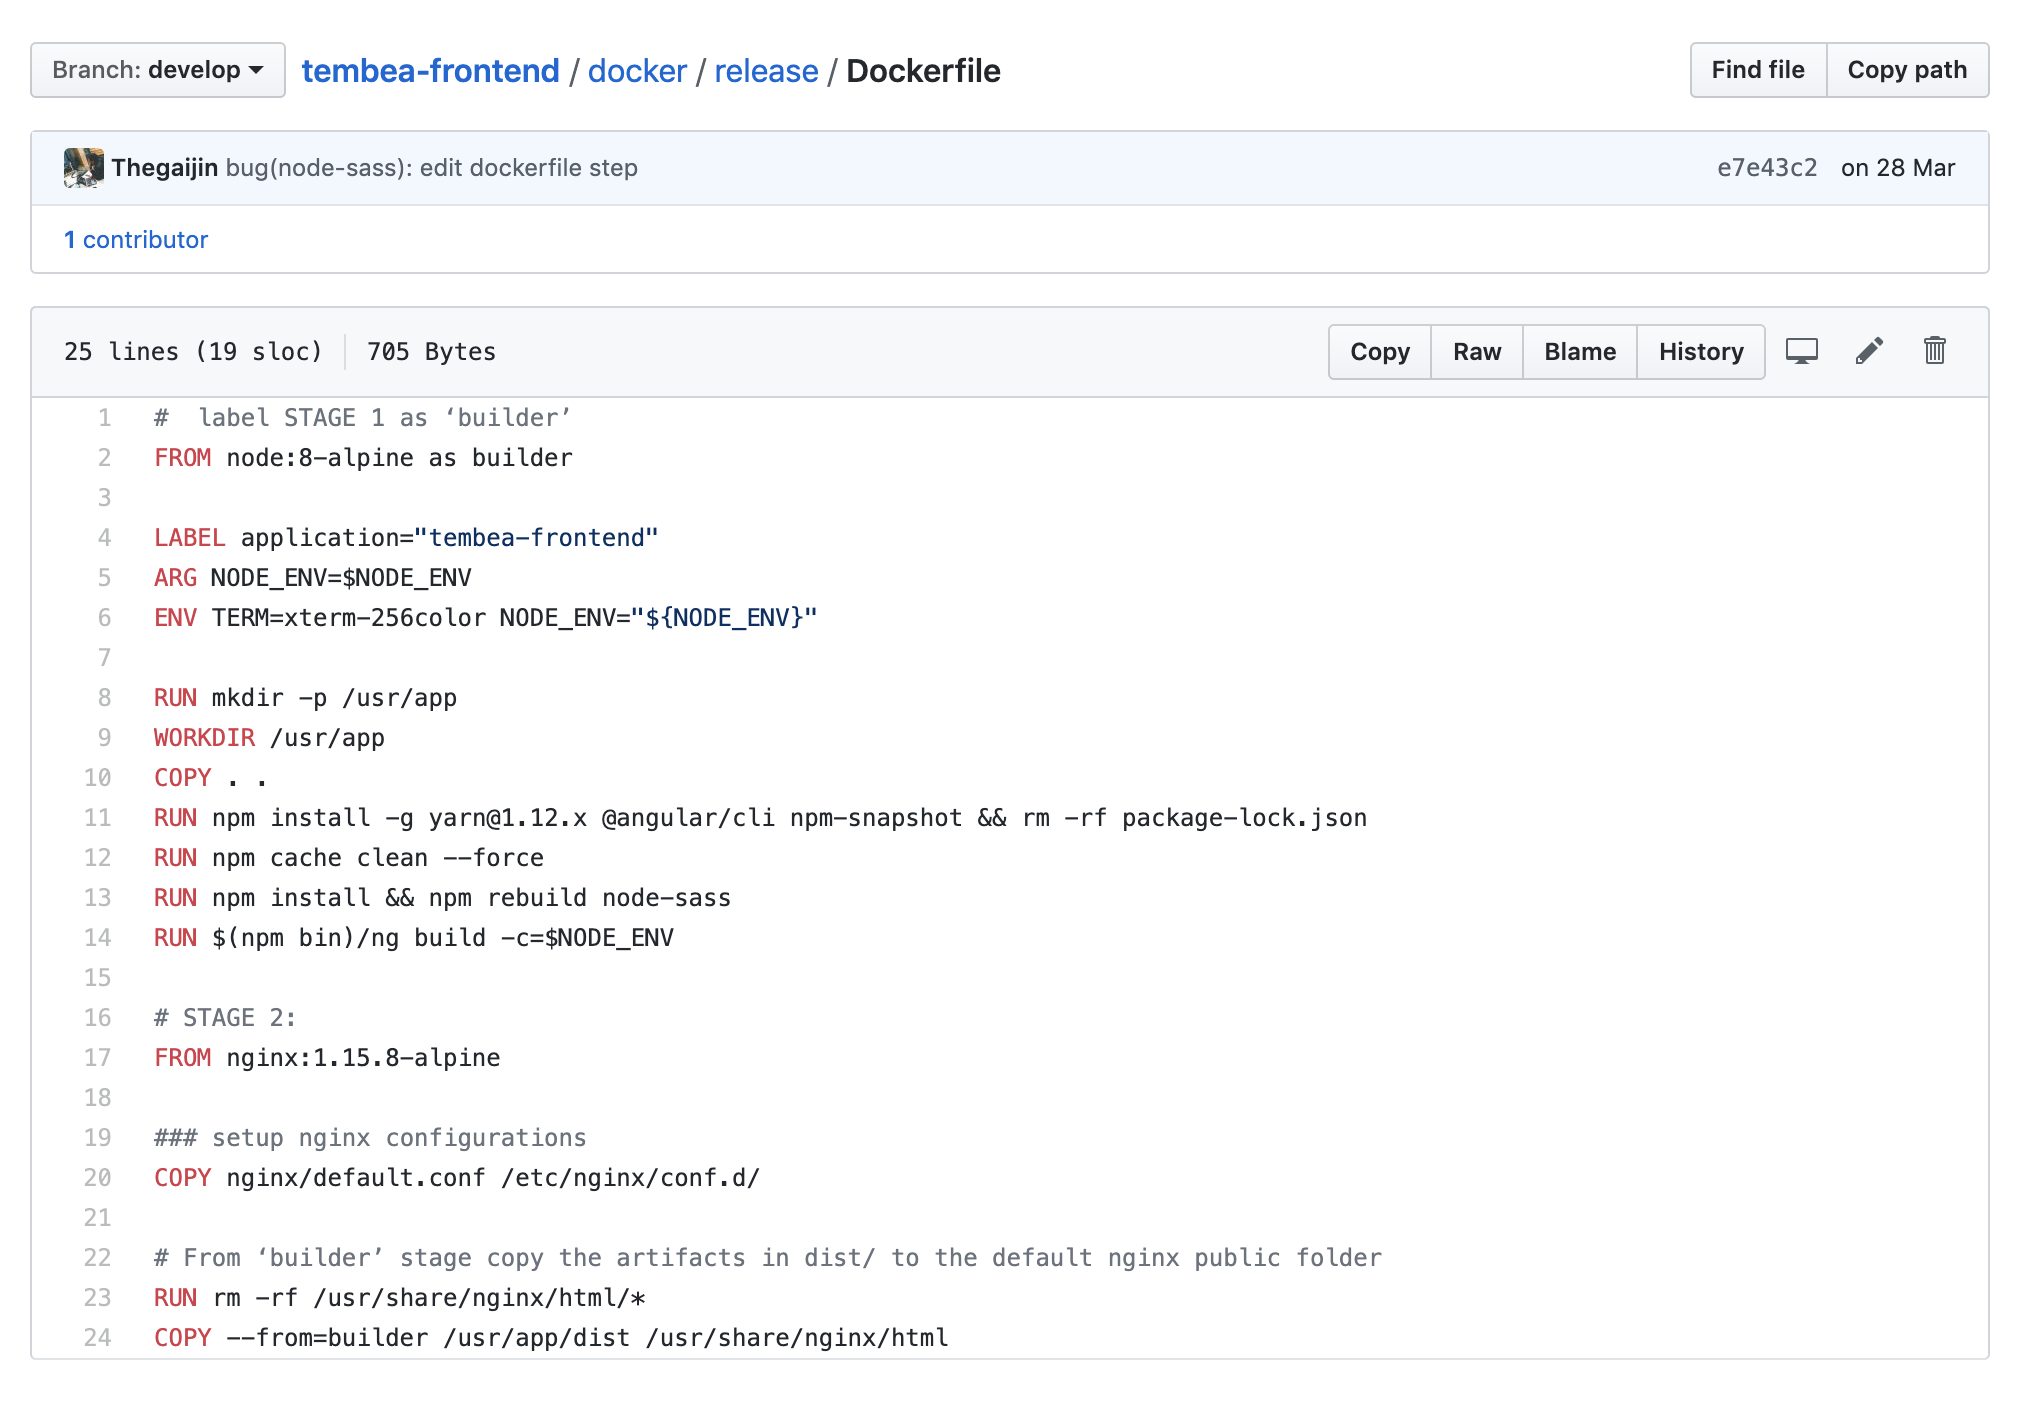 Branch: develop tembea-frontend / docker / release / Dockerfile Find file Copy path
Thegaijin bug(node-sass): edit dockerfile step e7e43c2 on 28 Mar
1 contributor
25 lines (19 sloc) 705 Bytes Copy Raw Blame History
1 #  label STAGE 1 as ‘builder’
2 FROM node:8-alpine as builder
3
4 LABEL application="tembea-frontend"
5 ARG NODE_ENV=$NODE_ENV
6 ENV TERM=xterm-256color NODE_ENV="${NODE_ENV}"
7
8 RUN mkdir -p /usr/app
9 WORKDIR /usr/app
10 COPY . .
11 RUN npm install -g yarn@1.12.x @angular/cli npm-snapshot && rm -rf package-lock.json
12 RUN npm cache clean --force
13 RUN npm install && npm rebuild node-sass
14 RUN $(npm bin)/ng build -c=$NODE_ENV
15
16 # STAGE 2:
17 FROM nginx:1.15.8-alpine
18
19 ### setup nginx configurations
20 COPY nginx/default.conf /etc/nginx/conf.d/
21
22 # From ‘builder’ stage copy the artifacts in dist/ to the default nginx public folder
23 RUN rm -rf /usr/share/nginx/html/*
24 COPY --from=builder /usr/app/dist /usr/share/nginx/html